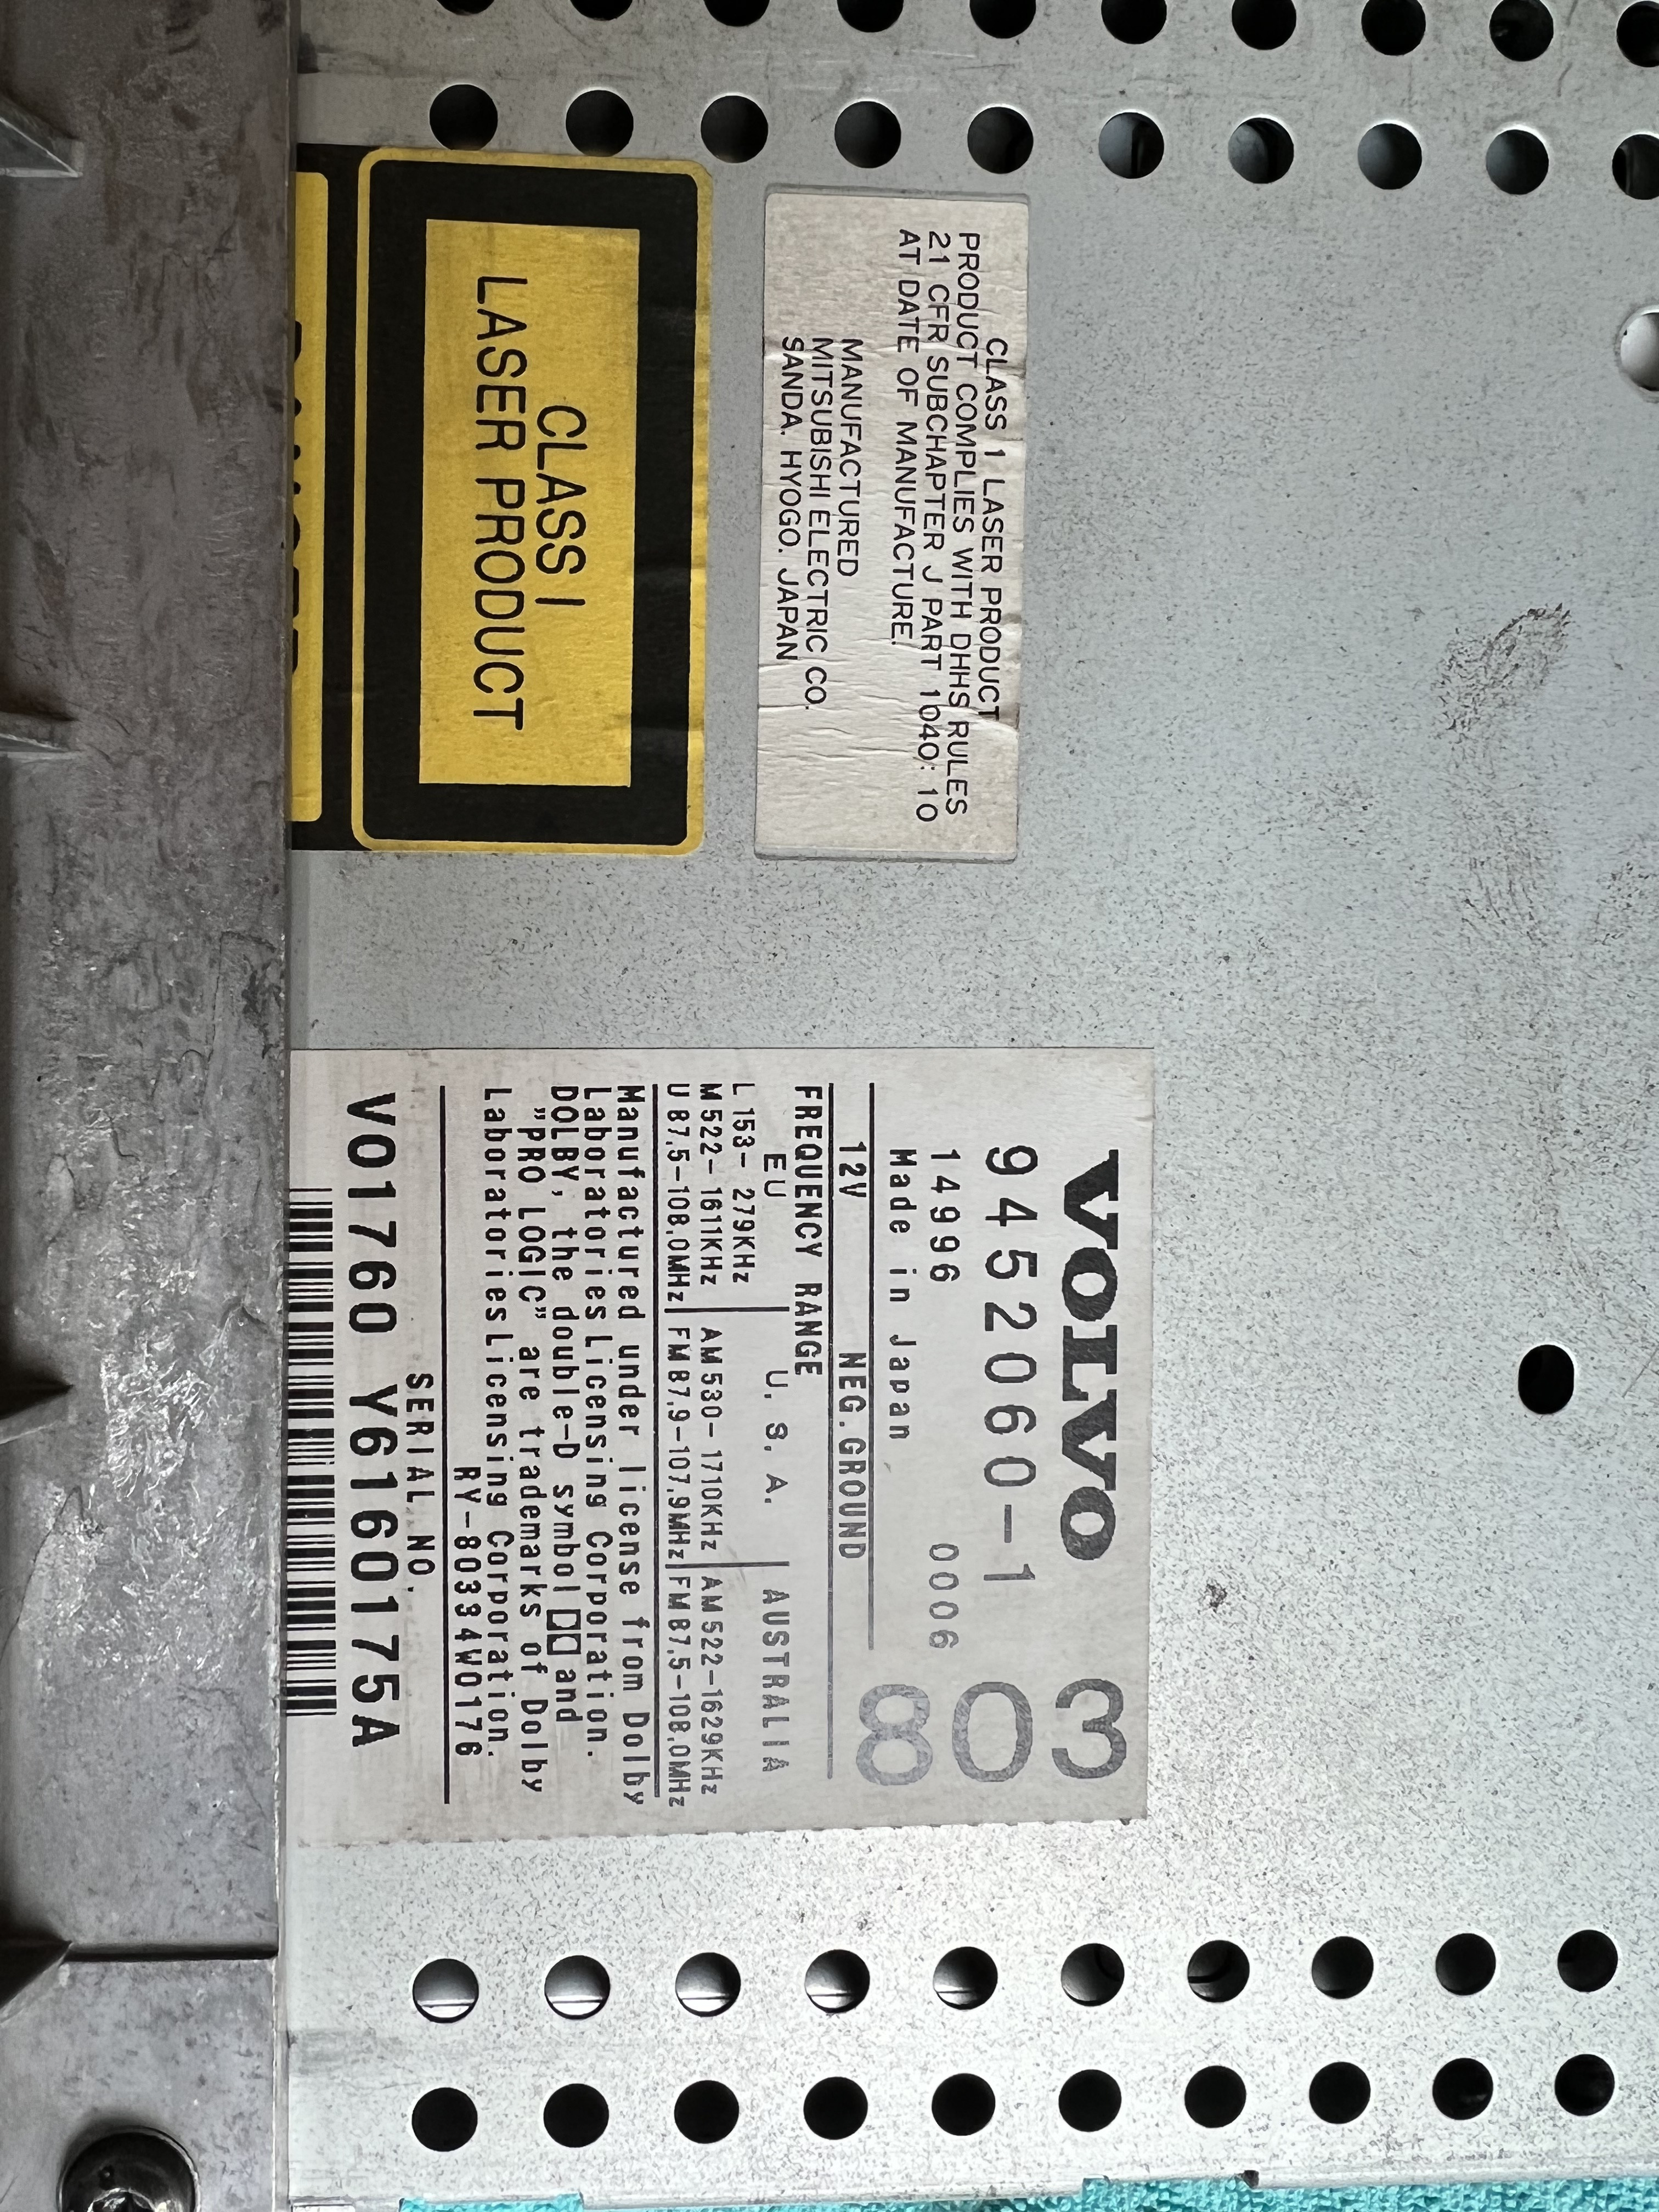 CLASS 1 LASER PRODUCT
PRODUCT COMPLIES WITH DHHS RULES
21 CFR SUBCHAPTER J PART 1040: 10
AT DATE OF MANUFACTURE.
MANUFACTURED
MITSUBISHI ELECTRIC CO.
SANDA. HYOGO. JAPAN
CLASS I
LASER PRODUCT
VOLVO
9452060-1
14996 0006
803
Made in Japan
12V NEG.GROUND
FREQUENCY RANGE
EU U. S. A. AUSTRALIA
L 153- 279KHz
M 522- 1611KHz AM 530- 1710KHz AM 522-1629KHz
U 87,5-108,0MHz FM 87,9-107,9MHz FM 87,5-108,0MHz
Manufactured under license from Dolby
Laboratories Licensing Corporation.
DOLBY, the double-D symbol and
"PRO LOGIC" are trademarks of Dolby
Laboratories Licensing Corporation.
RY-80334W0176
SERIAL NO.
V01760 Y6160175A